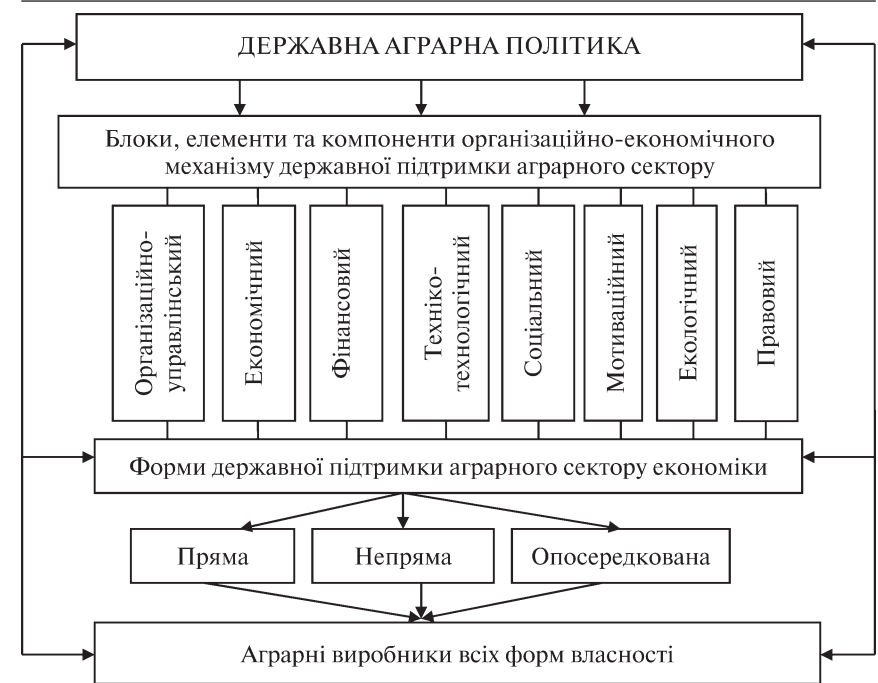 ДЕРЖАВНА АГРАРНА ПОЛІТИКА
Блоки, елементи та компоненти організаційно-економічного
механізму державної підтримки аграрного сектору
Організаційно-
управлінський
Економічний
Фінансовий
Техніко-
технологічний
Соціальний
Мотиваційний
Екологічний
Правовий
Форми державної підтримки аграрного сектору економіки
Пряма
Непряма
Опосередкована
Аграрні виробники всіх форм власності